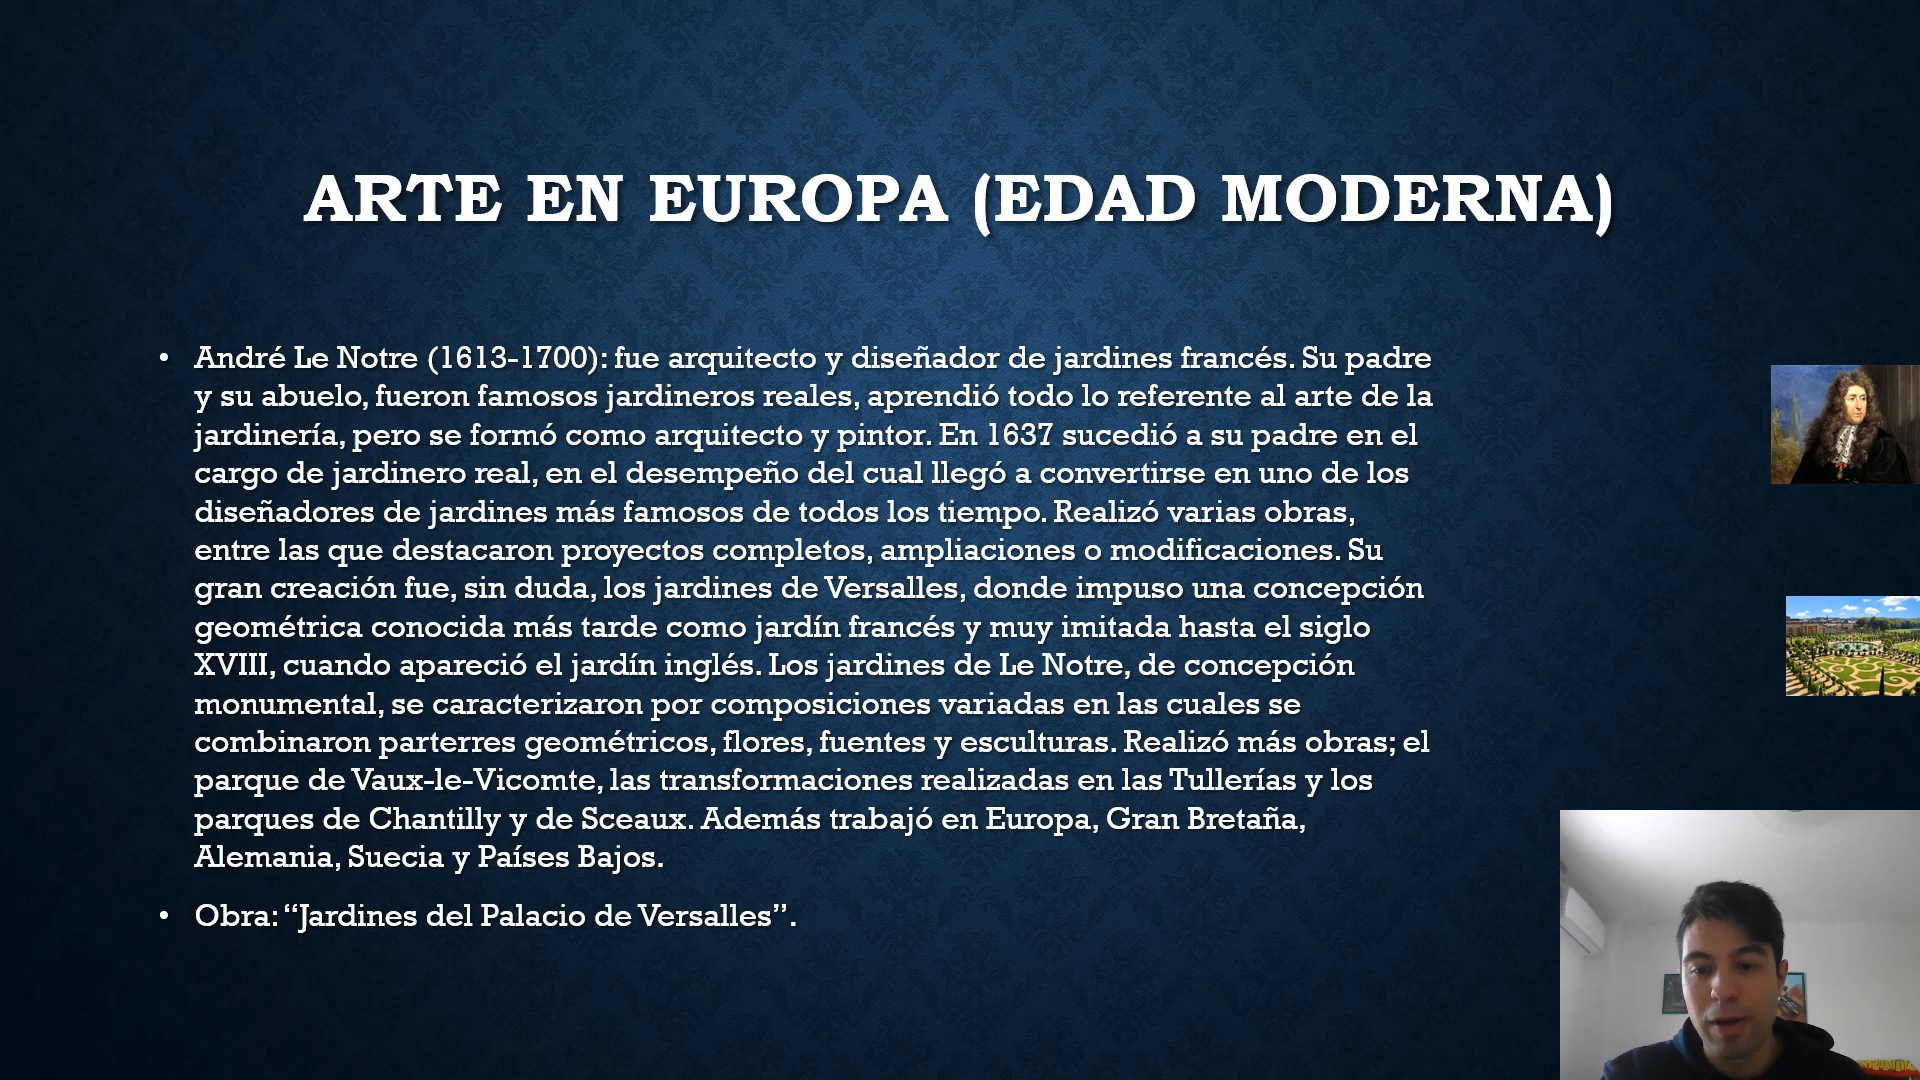 ARTE EN EUROPA (EDAD MODERNA)
• André Le Notre (1613-1700): fue arquitecto y diseñador de jardines francés. Su padre
y su abuelo, fueron famosos jardineros reales, aprendió todo lo referente al arte de la
jardinería, pero se formó como arquitecto y pintor. En 1637 sucedió a su padre en el
cargo de jardinero real, en el desempeño del cual llegó a convertirse en uno de los
diseñadores de jardines más famosos de todos los tiempo. Realizó varias obras,
entre las que destacaron proyectos completos, ampliaciones o modificaciones. Su
gran creación fue, sin duda, los jardines de Versalles, donde impuso una concepción
geométrica conocida más tarde como jardín francés y muy imitada hasta el siglo
XVIII, cuando apareció el jardín inglés. Los jardines de Le Notre, de concepción
monumental, se caracterizaron por composiciones variadas en las cuales se
combinaron parterres geométricos, flores, fuentes y esculturas. Realizó más obras; el
parque de Vaux-le-Vicomte, las transformaciones realizadas en las Tullerías y los
parques de Chantilly y de Sceaux. Además trabajó en Europa, Gran Bretaña,
Alemania, Suecia y Países Bajos.
• Obra: “Jardines del Palacio de Versalles”.